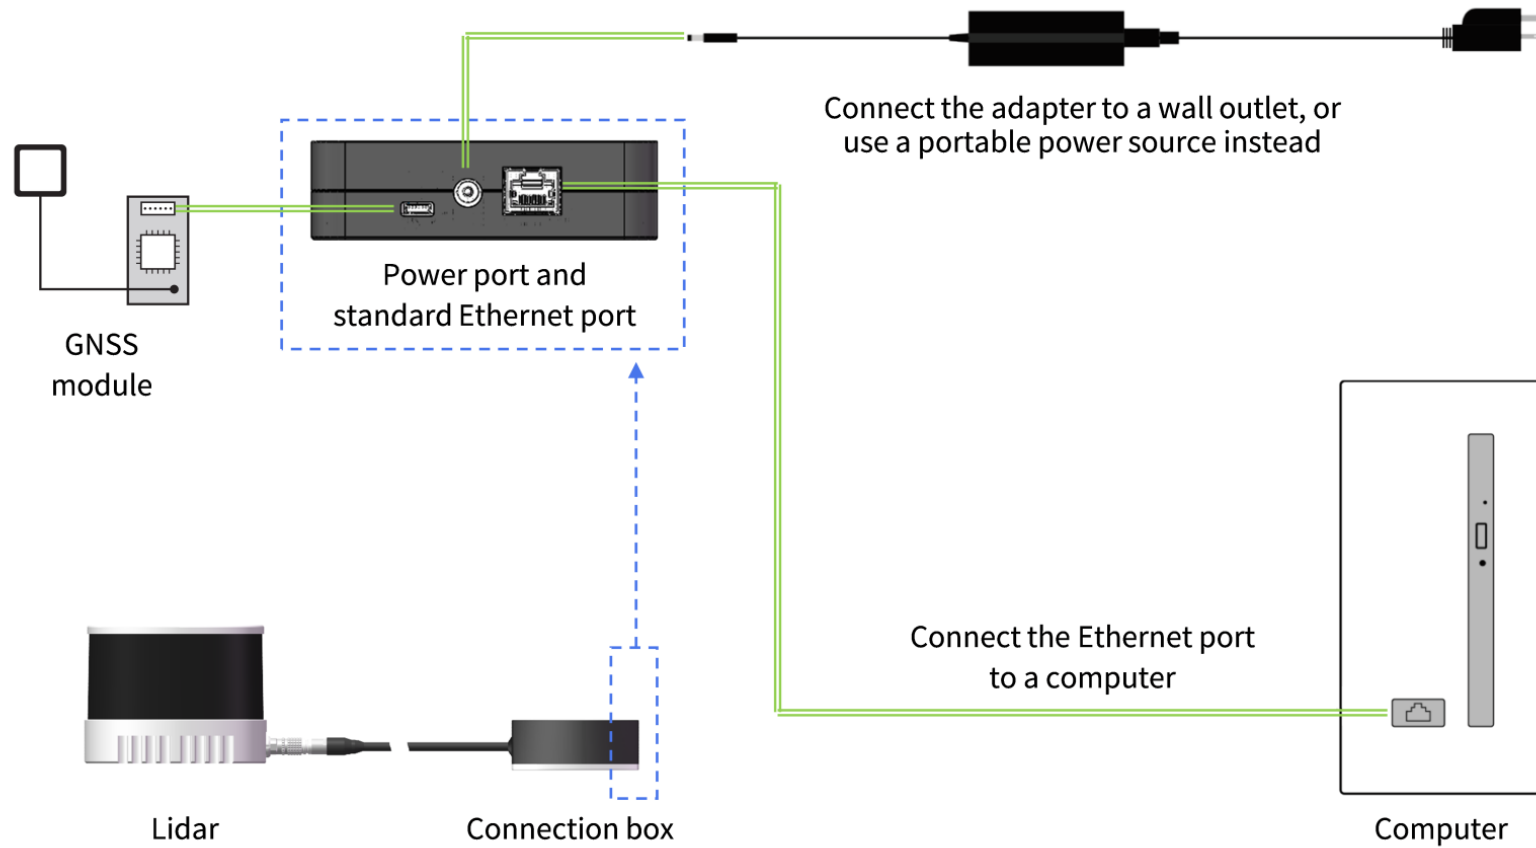 Connect the adapter to a wall outlet, or
use a portable power source instead
Power port and
standard Ethernet port
GNSS
module
Connect the Ethernet port
to a computer
Lidar
Connection box
Computer